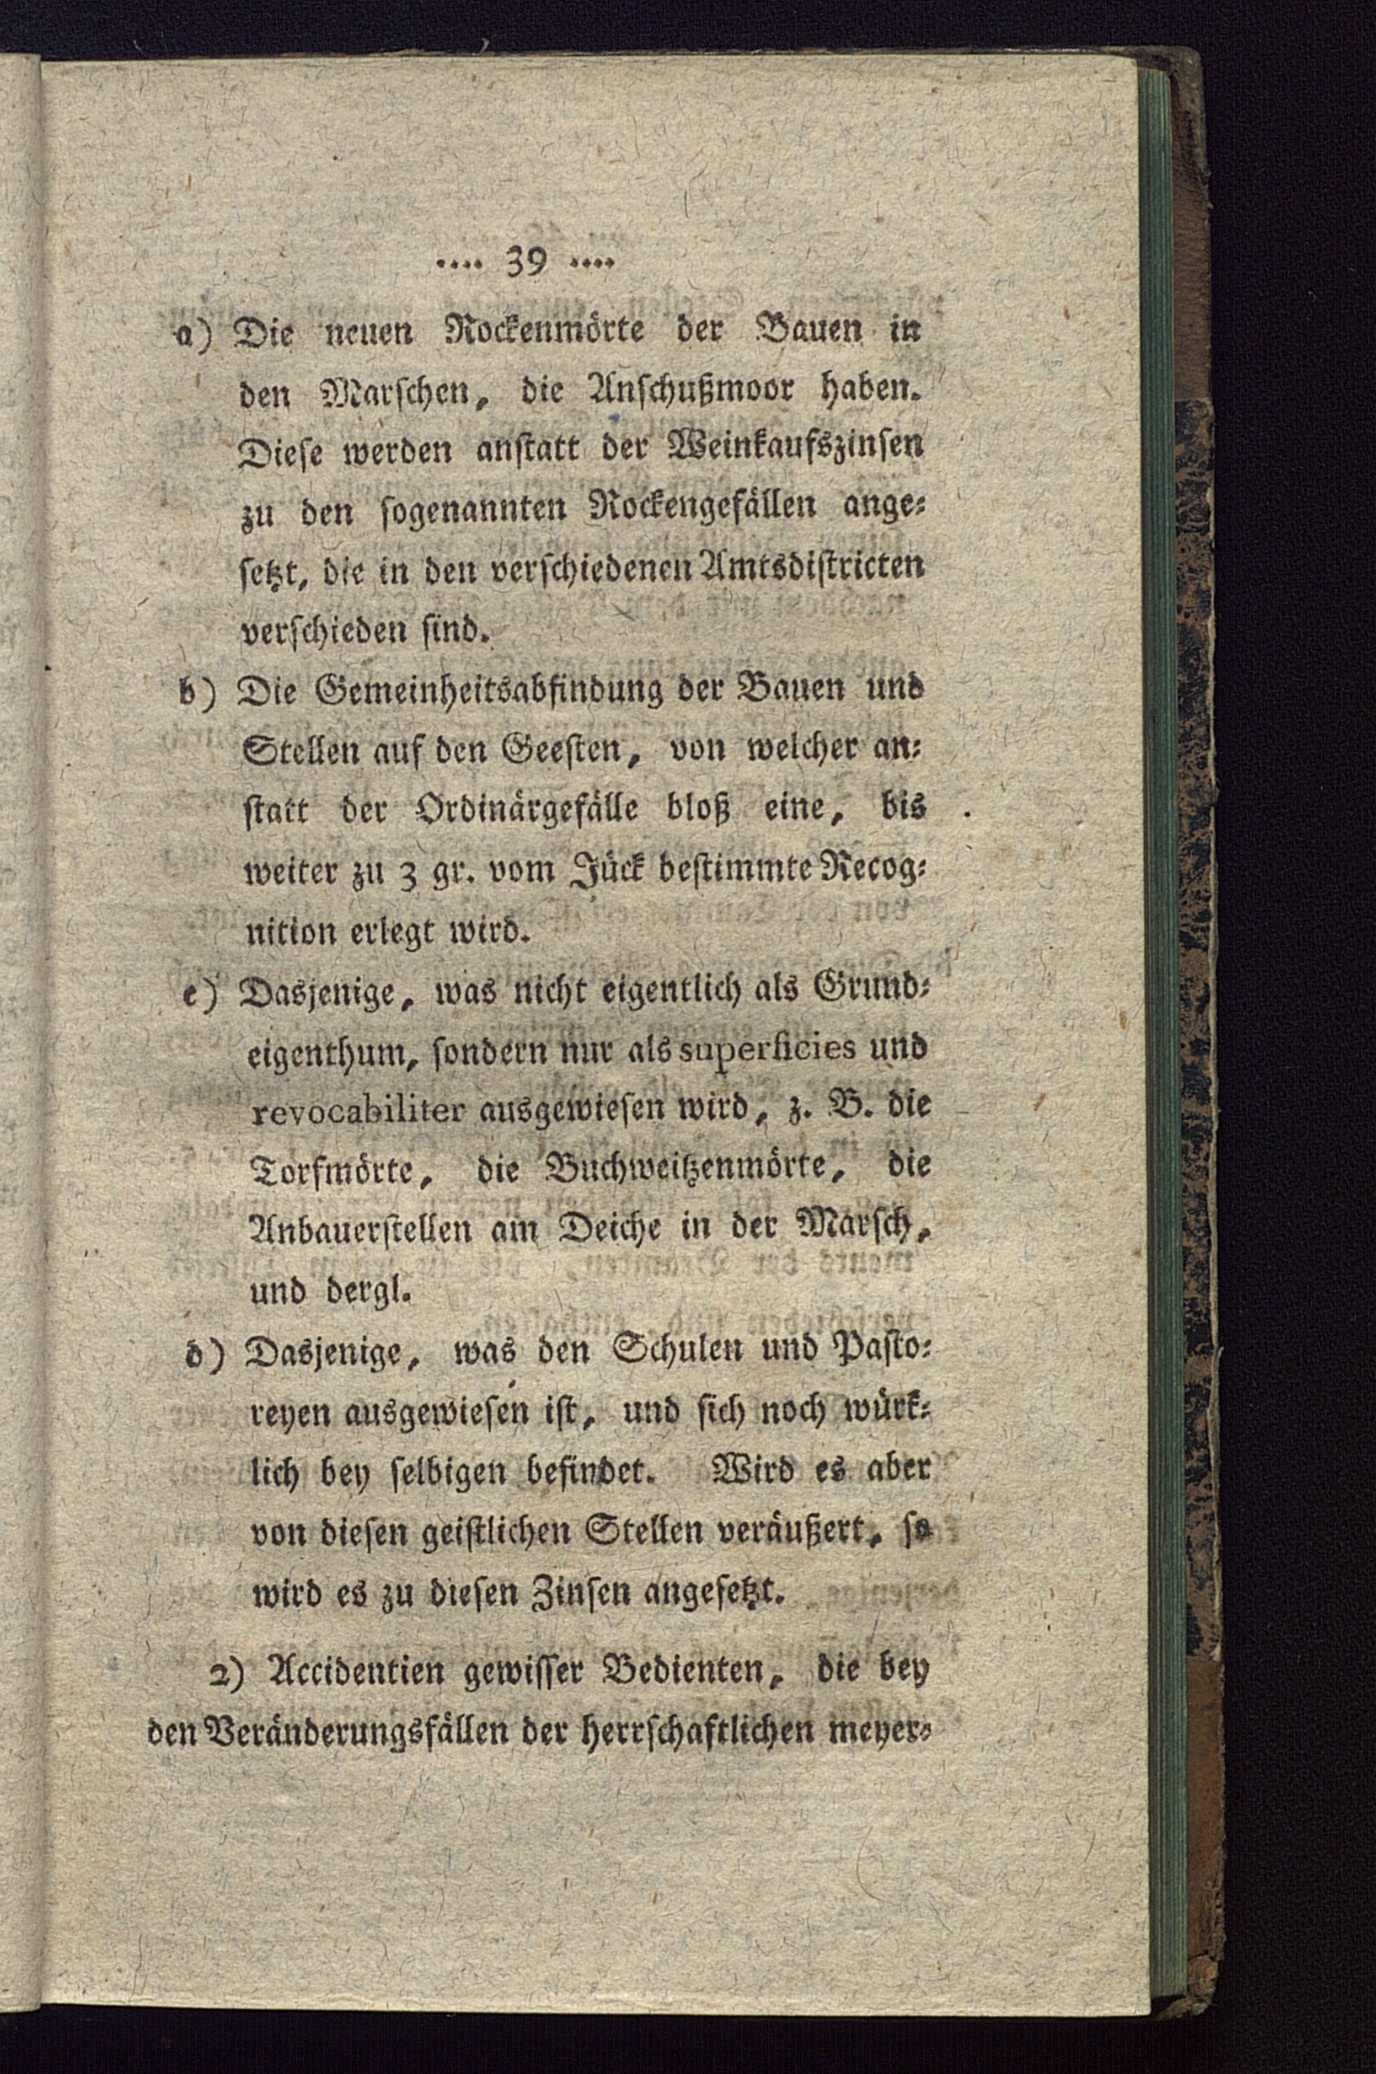 .... 39 ....
a) Die neuen Rockenmörte der Bauen in
den Marschen, die Anschußmoor haben.
Diese werden anstatt der Weinkaufszinsen
zu den sogenannten Rockengefällen ange-
setzt, die in den verschiedenen Amtsdistricten
verschieden sind.
b) Die Gemeinheitsabfindung der Bauen und
Stellen auf den Geesten, von welcher an-
statt der Ordinärgefälle bloß eine, bis
weiter zu 3 gr. vom Jück bestimmte Recog-
nition erlegt wird.
c) Dasjenige, was nicht eigentlich als Grund-
eigenthum, sondern nur als superficies und
revocabiliter ausgewiesen wird, z. B. die
Torfmörte, die Buchweitzenmörte, die
Anbauerstellen am Deiche in der Marsch,
und dergl.
d) Dasjenige, was den Schulen und Pasto-
reyen ausgewiesen ist, und sich noch würk-
lich bey selbigen befindet. Wird es aber
von diesen geistlichen Stellen veräußert, so
wird es zu diesen Zinsen angesetzt.
2) Accidentien gewisser Bedienten, die bey
den Veränderungsfällen der herrschaftlichen meyer-